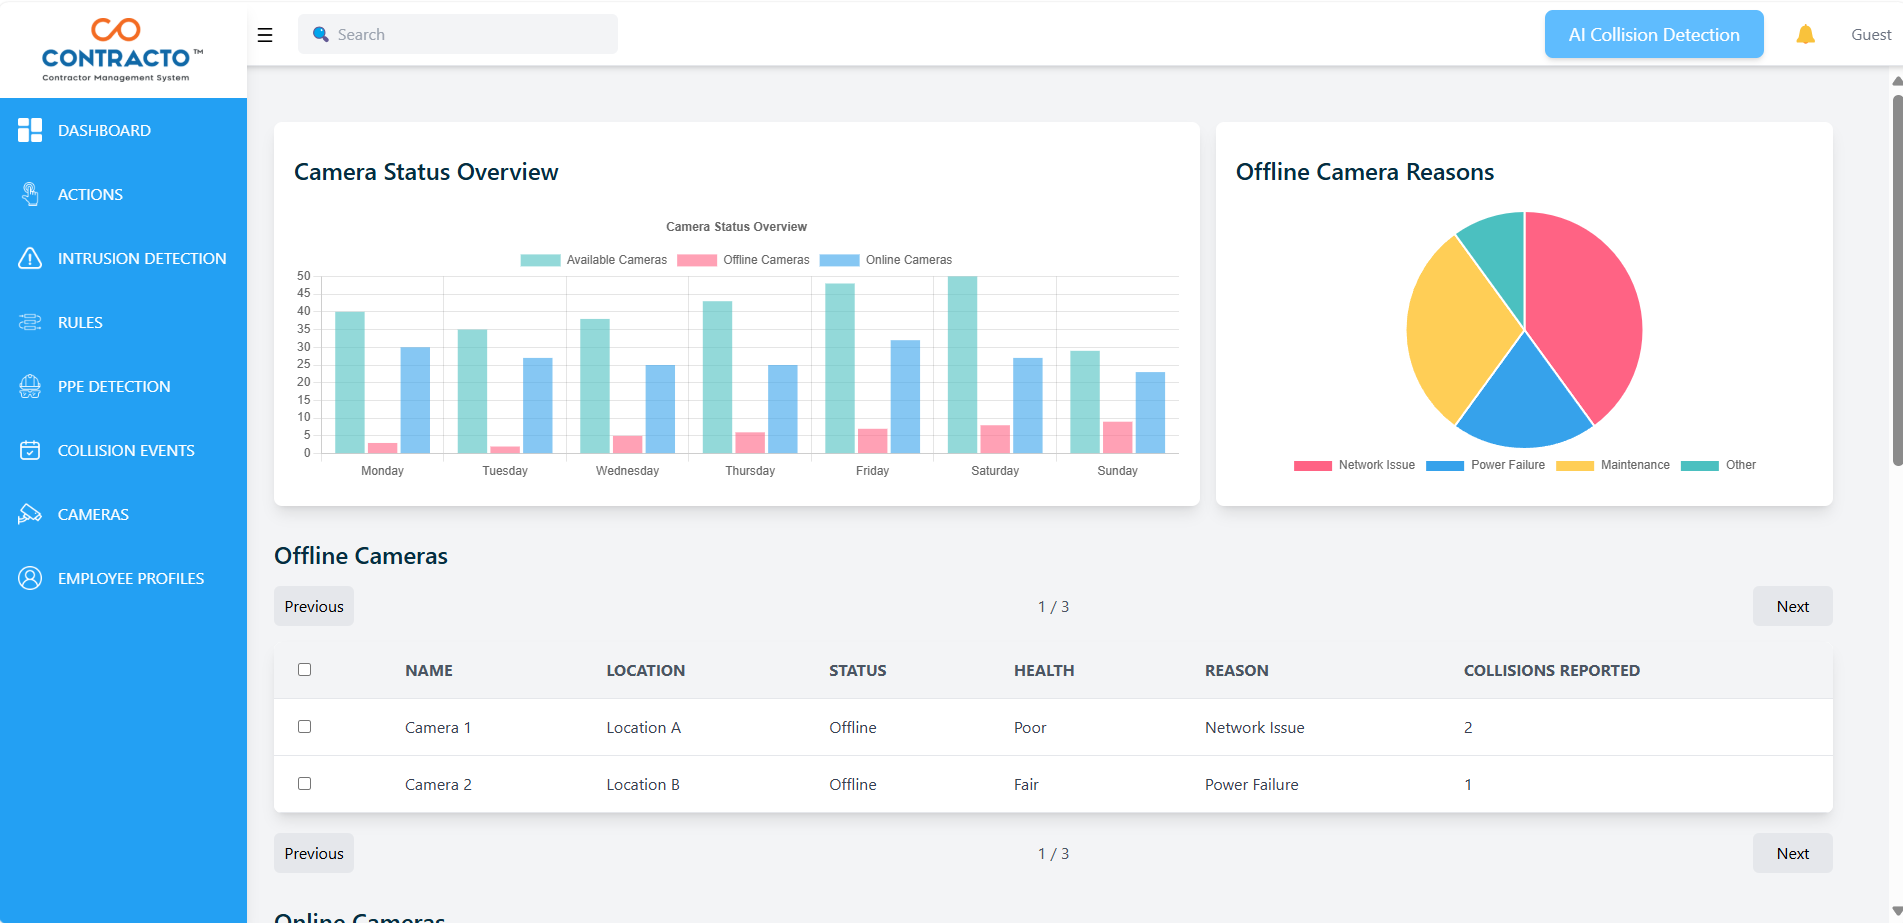 CONTRACTO™
Contractor Management System
Search
AI Collision Detection
Guest
DASHBOARD
ACTIONS
INTRUSION DETECTION
RULES
PPE DETECTION
COLLISION EVENTS
CAMERAS
EMPLOYEE PROFILES
Camera Status Overview
Camera Status Overview
Available Cameras Offline Cameras Online Cameras
50
45
40
35
30
25
20
15
10
5
0
Monday Tuesday Wednesday Thursday Friday Saturday Sunday
Offline Camera Reasons
Network Issue Power Failure Maintenance Other
Offline Cameras
Previous 1 / 3 Next
NAME LOCATION STATUS HEALTH REASON COLLISIONS REPORTED
Camera 1 Location A Offline Poor Network Issue 2
Camera 2 Location B Offline Fair Power Failure 1
Previous 1 / 3 Next
Online Cameras